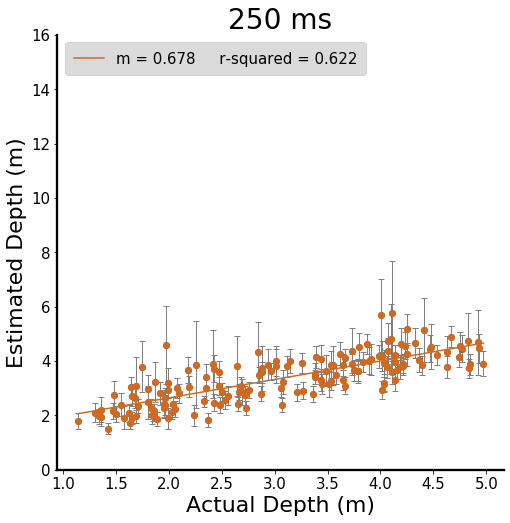 250 ms
m = 0.678 r-squared = 0.622
Estimated Depth (m)
16
14
12
10
8
6
4
2
0
1.0 1.5 2.0 2.5 3.0 3.5 4.0 4.5 5.0
Actual Depth (m)